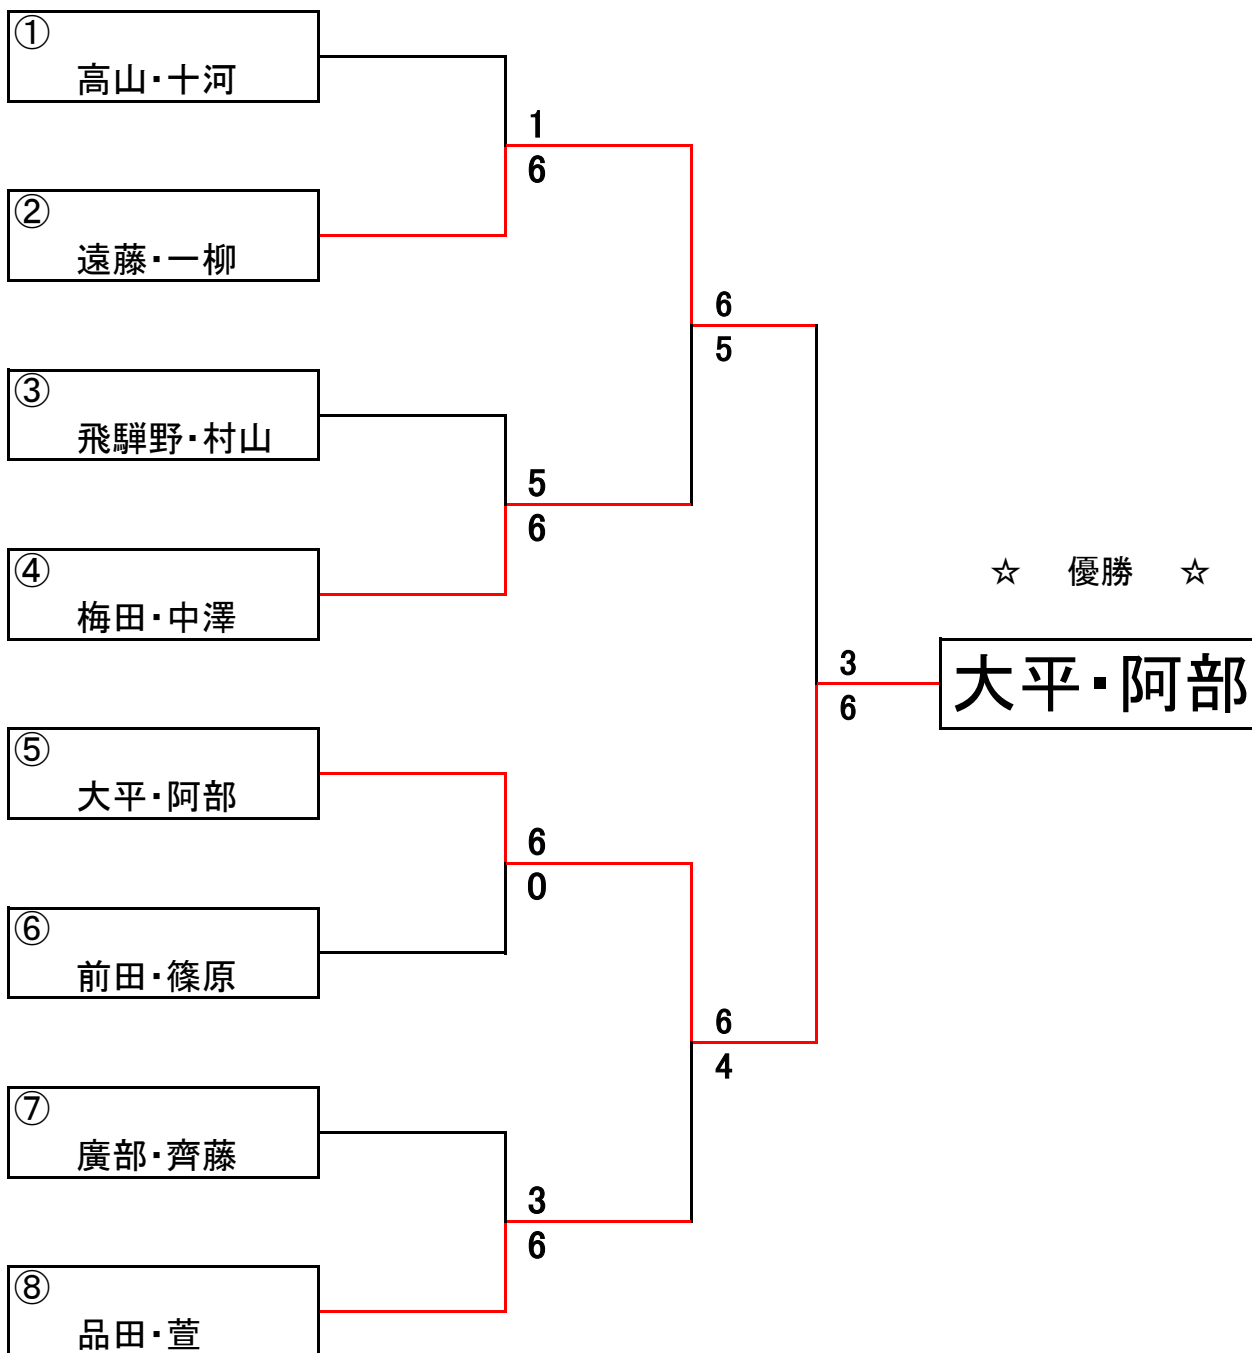 ①
高山・十河
1
6
②
遠藤・一柳
6
5
③
飛騨野・村山
5
6
④
梅田・中澤
☆ 優勝 ☆
大平・阿部
3
6
⑤
大平・阿部
6
0
⑥
前田・篠原
6
4
⑦
廣部・齊藤
3
6
⑧
品田・萱